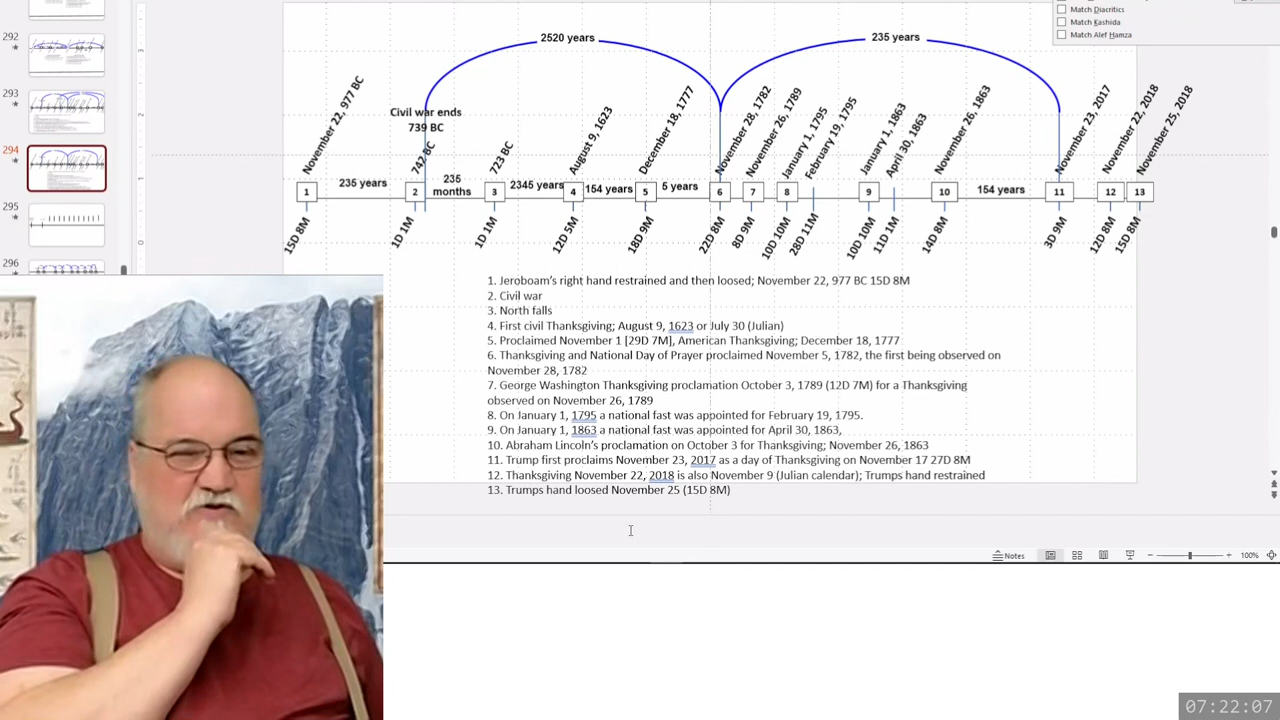 Match Diacritics
Match Kashida
Match Alef Hamza
292
293
294
295
296
3
2
1
0
2520 years
235 years
Civil war ends
739 BC
November 22, 977 BC
742 BC
723 BC
August 9, 1623
December 18, 1777
November 28, 1782
November 26, 1789
January 1, 1795
February 19, 1795
January 1, 1863
April 30, 1863
November 26, 1863
November 23, 2017
November 22, 2018
November 25, 2018
235 years
235
months
2345 years
154 years
5 years
154 years
1 2 3 4 5 6 7 8 9 10 11 12 13
15D 8M
1D 1M
1D 1M
12D 5M
18D 9M
22D 8M
8D 9M
10D 10M
28D 11M
10D 10M
11D 1M
14D 8M
3D 9M
12D 8M
15D 8M
1. Jeroboam's right hand restrained and then loosed; November 22, 977 BC 15D 8M
2. Civil war
3. North falls
4. First civil Thanksgiving; August 9, 1623 or July 30 (Julian)
5. Proclaimed November 1 [29D 7M], American Thanksgiving; December 18, 1777
6. Thanksgiving and National Day of Prayer proclaimed November 5, 1782, the first being observed on
November 28, 1782
7. George Washington Thanksgiving proclamation October 3, 1789 (12D 7M) for a Thanksgiving
observed on November 26, 1789
8. On January 1, 1795 a national fast was appointed for February 19, 1795.
9. On January 1, 1863 a national fast was appointed for April 30, 1863,
10. Abraham Lincoln's proclamation on October 3 for Thanksgiving; November 26, 1863
11. Trump first proclaims November 23, 2017 as a day of Thanksgiving on November 17 27D 8M
12. Thanksgiving November 22, 2018 is also November 9 (Julian calendar); Trumps hand restrained
13. Trumps hand loosed November 25 (15D 8M)
Notes
100%
07:22:07